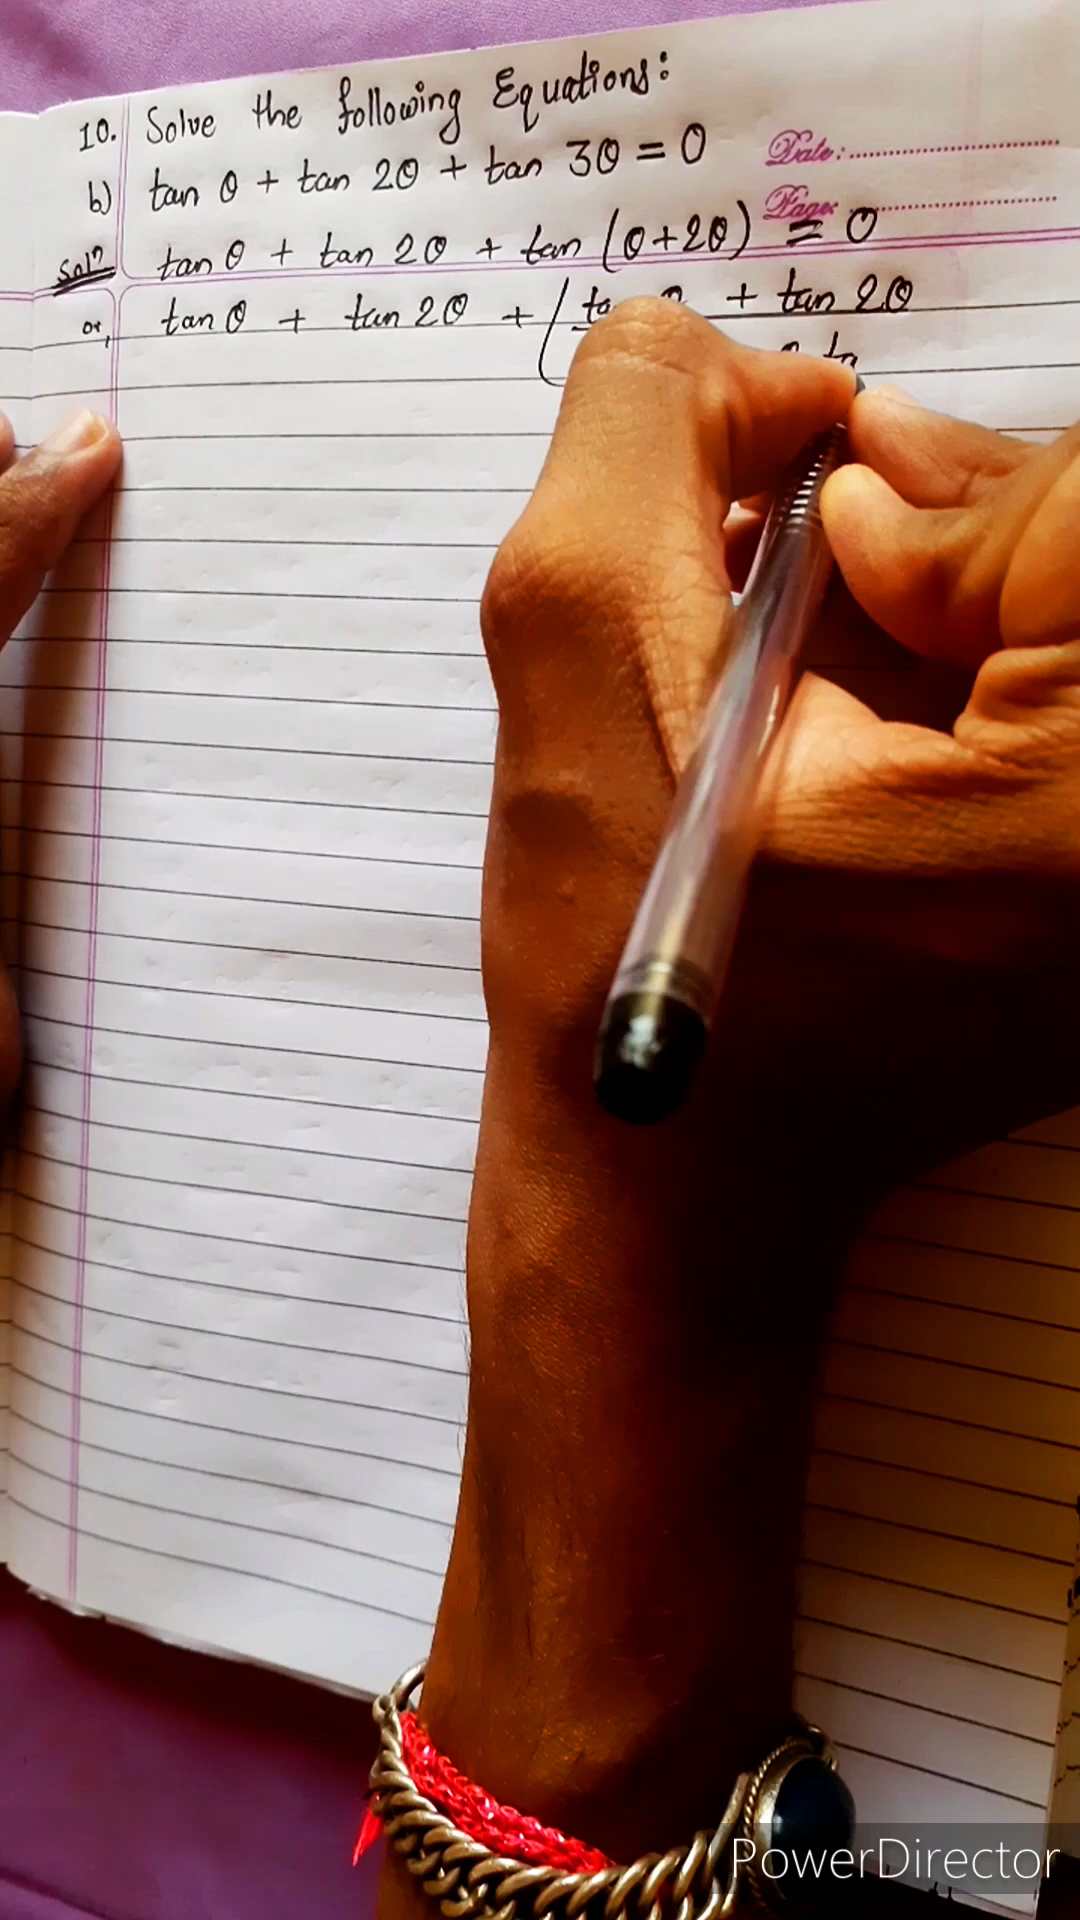 10. Solve the following Equations:
b) tan θ + tan 2θ + tan 3θ = 0
Date:
Page:
Solⁿ tan θ + tan 2θ + tan (θ+2θ) = 0
or, tan θ + tan 2θ + ( + tan 2θ
PowerDirector